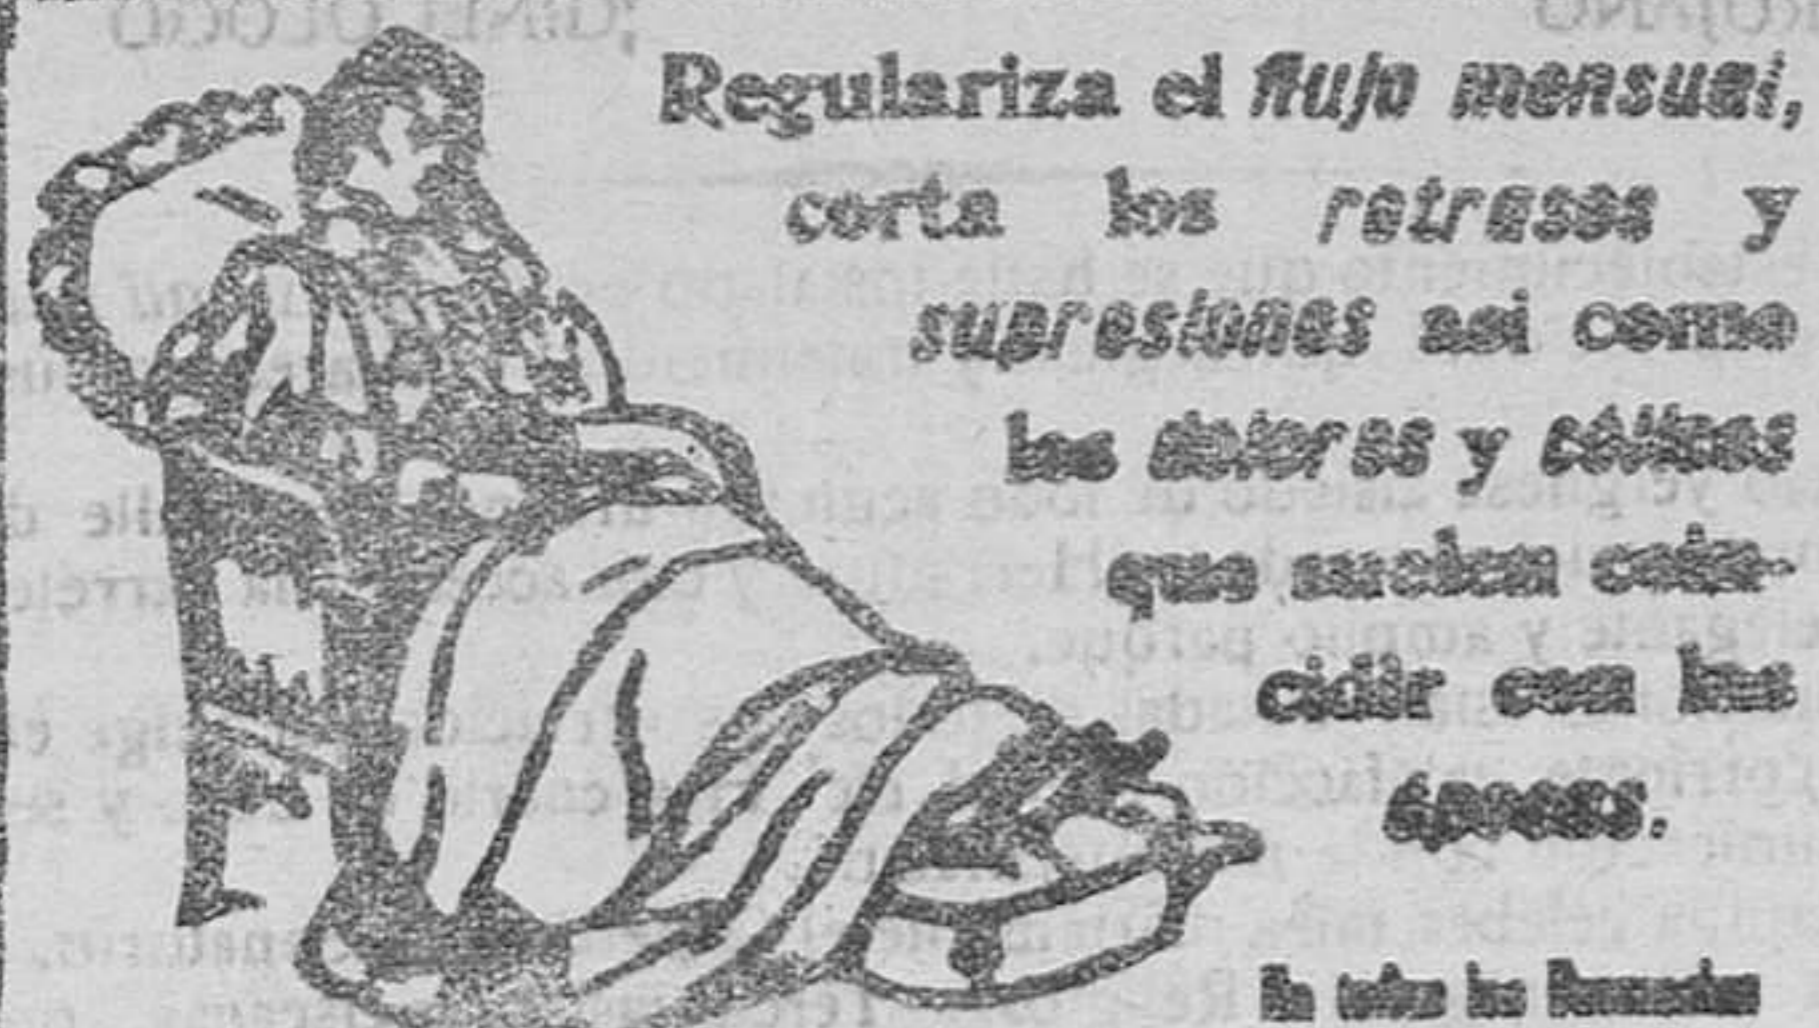 Regulariza el flujo mensual,
corta los retrasos y
supresiones asi como
los dolores y cólicos
que suelen coin-
cidir con las
épocas.
En todas las Farmacias